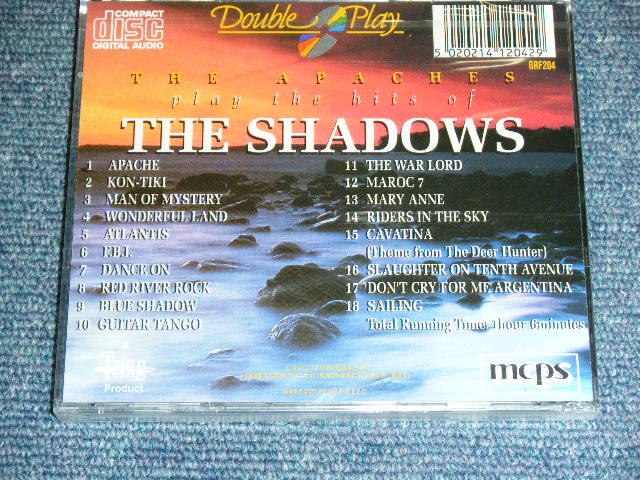 COMPACT
disc
DIGITAL AUDIO
Double Play
5 020214 120429
GRF204
THE APACHES
play the hits of
THE SHADOWS
1 APACHE
2 KON-TIKI
3 MAN OF MYSTERY
4 WONDERFUL LAND
5 ATLANTIS
6 F.B.I.
7 DANCE ON
8 RED RIVER ROCK
9 BLUE SHADOW
10 GUITAR TANGO
11 THE WAR LORD
12 MAROC 7
13 MARY ANNE
14 RIDERS IN THE SKY
15 CAVATINA
(Theme from The Deer Hunter)
16 SLAUGHTER ON TENTH AVENUE
17 DON'T CRY FOR ME ARGENTINA
18 SAILING
Total Running Time: 1hour 6minutes
A
Product
mcps